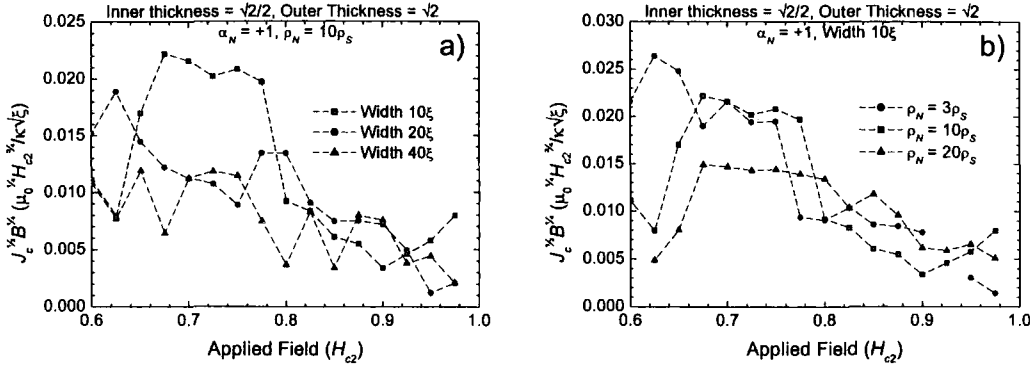 Inner thickness = √2/2, Outer Thickness = √2
α_N = +1, ρ_N = 10ρ_S
a)
0.025
0.020
0.015
0.010
0.005
0.000
J_c^½B^¼ (μ_0^¼H_c2^¾/κ√ξ)
Width 10ξ
Width 20ξ
Width 40ξ
0.6 0.7 0.8 0.9 1.0
Applied Field (H_c2)
Inner thickness = √2/2, Outer Thickness = √2
α_N = +1, Width 10ξ
b)
0.030
0.025
0.020
0.015
0.010
0.005
0.000
J_c^½B^¼ (μ_0^¼H_c2^¾/κ√ξ)
ρ_N = 3ρ_S
ρ_N = 10ρ_S
ρ_N = 20ρ_S
0.6 0.7 0.8 0.9 1.0
Applied Field (H_c2)